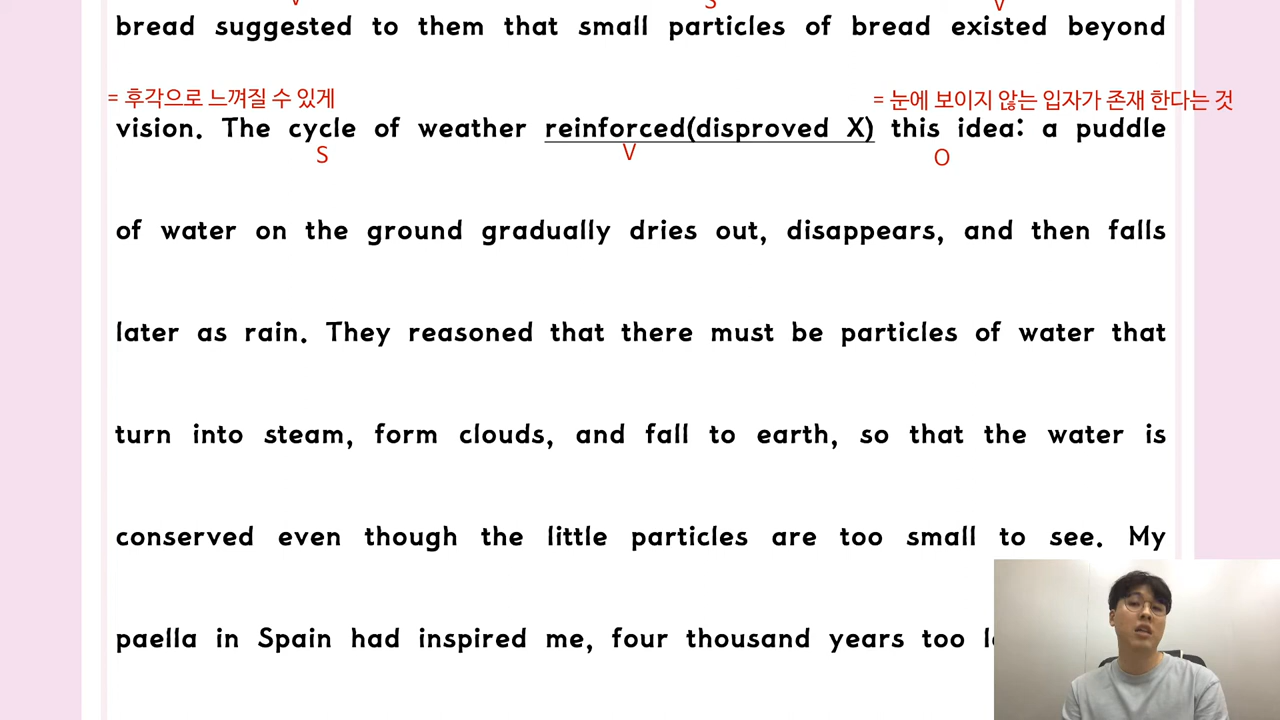 V S V
bread suggested to them that small particles of bread existed beyond
= 후각으로 느껴질 수 있게 = 눈에 보이지 않는 입자가 존재 한다는 것
vision. The cycle of weather reinforced(disproved X) this idea: a puddle
S V O
of water on the ground gradually dries out, disappears, and then falls
later as rain. They reasoned that there must be particles of water that
turn into steam, form clouds, and fall to earth, so that the water is
conserved even though the little particles are too small to see. My
paella in Spain had inspired me, four thousand years too